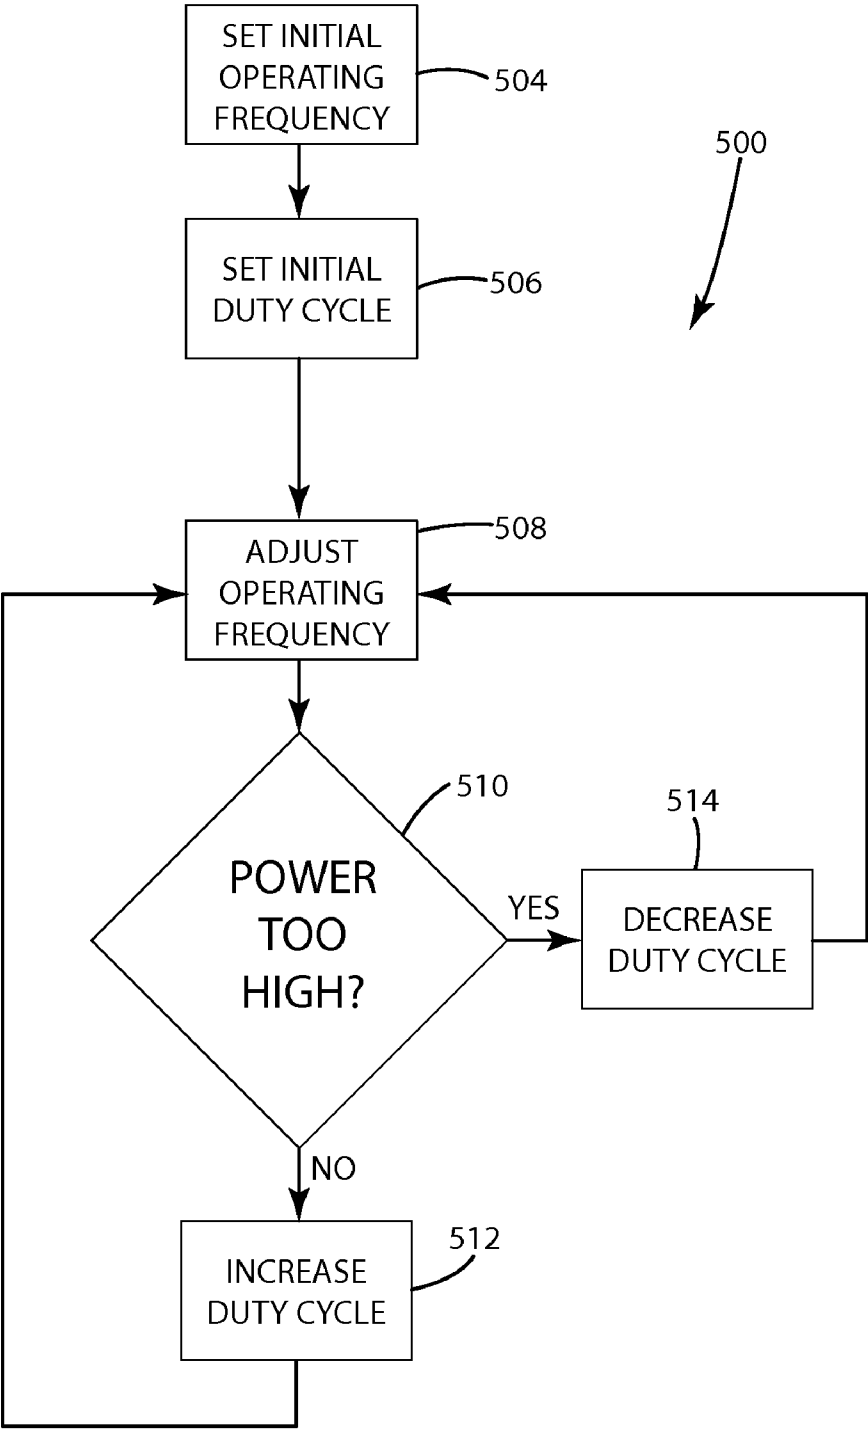 SET INITIAL
OPERATING
FREQUENCY
504
500
SET INITIAL
DUTY CYCLE
506
ADJUST
OPERATING
FREQUENCY
508
POWER
TOO
HIGH?
510
YES
514
DECREASE
DUTY CYCLE
NO
INCREASE
DUTY CYCLE
512